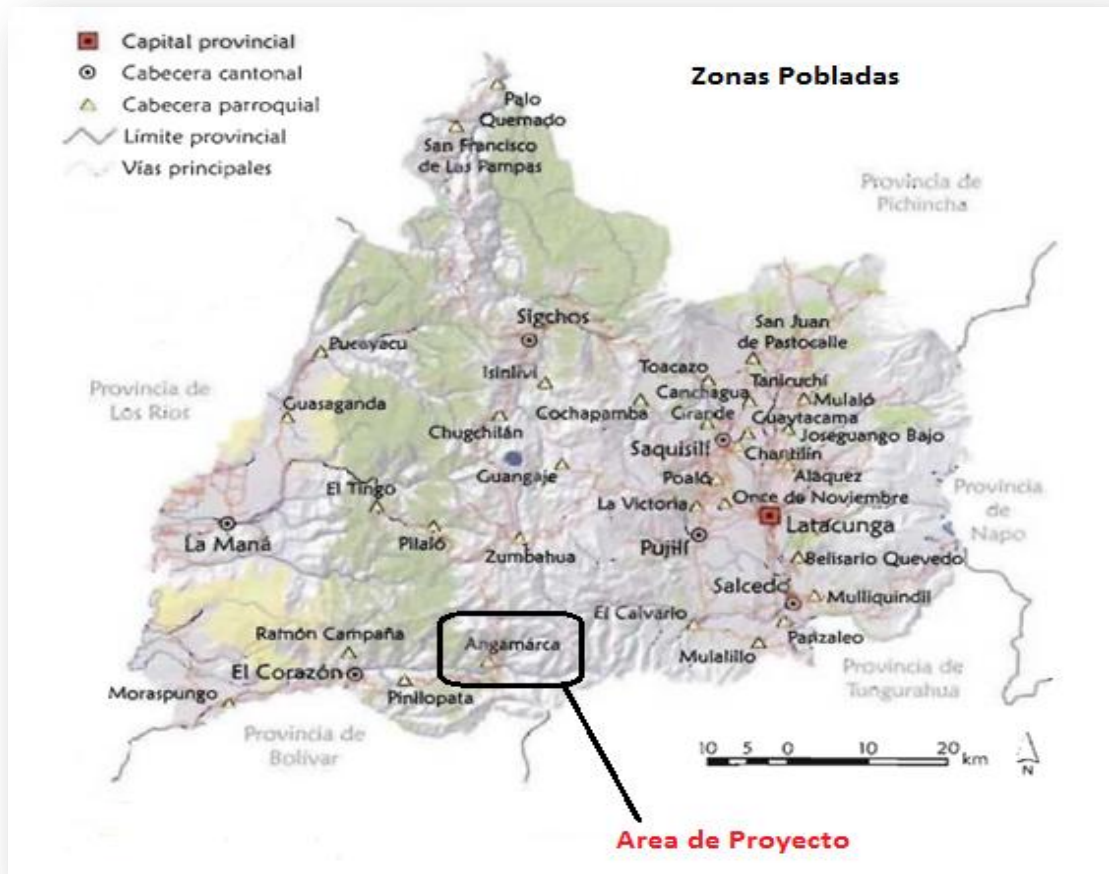 Capital provincial
Cabecera cantonal
Cabecera parroquial
Límite provincial
Vías principales
Zonas Pobladas
Palo
Quemado
San Francisco
de Las Pampas
Provincia de
Pichincha
Sigchos
San Juan
de Pastocalle
Pucayacu
Isinliví
Toacazo
Tanicuchí
Provincia de
Los Ríos
Canchagua
Mulaló
Guasaganda
Cochapamba
Girande
Guaytacama
Chugchilán
Saquisilí
Joseguango Bajo
Chantilín
Guangaje
Poaló
Alaquez
El Tingo
La Victoria
Once de Noviembre
Provincia
de
Napo
Latacunga
La Maná
Pilaló
Zumbahua
Pujilí
Belisario Quevedo
Salcedo
Mulliquindil
El Calvario
Ramón Campaña
Angamárca
Panzaleo
El Corazón
Mulalillo
Provincia de
Tungurahua
Moraspungo
Pinllopata
Provincia de
Bolívar
10 5 0 10 20
km
N
Area de Proyecto